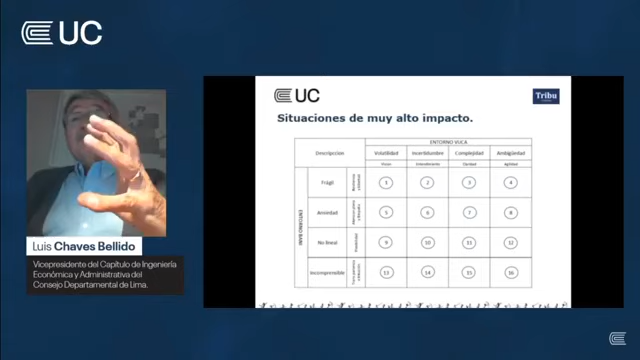 UC
UC
Tribu
Situaciones de muy alto impacto.
ENTORNO VUCA
Descripción
Volatilidad
Incertidumbre
Complejidad
Ambigüedad
Visión
Entendimiento
Claridad
Agilidad
ENTORNO BANI
Frágil
1
2
3
4
Ansiedad
5
6
7
8
No lineal
9
10
11
12
Incomprensible
13
14
15
16
Luis Chaves Bellido
Vicepresidente del Capítulo de Ingeniería
Económica y Administrativa del
Consejo Departamental de Lima.